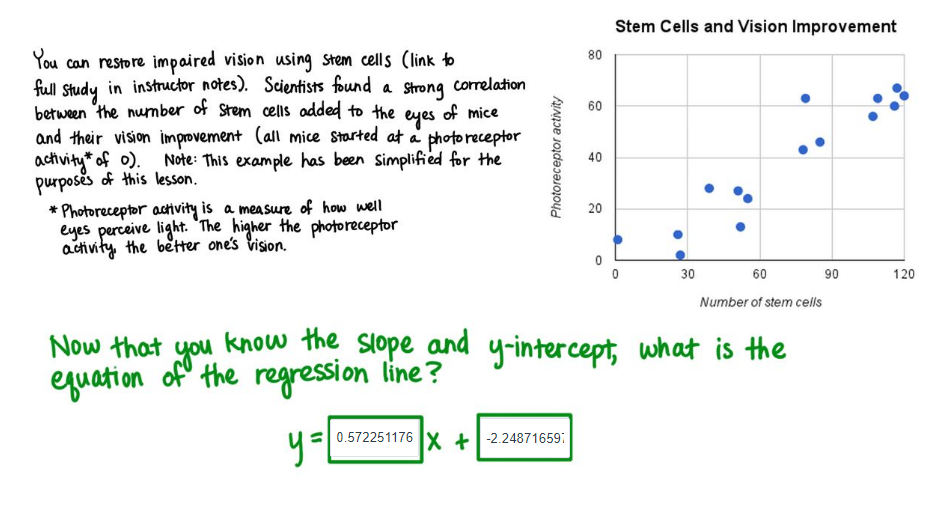 Stem Cells and Vision Improvement
You can restore impaired vision using stem cells (link to
full study in instructor notes). Scientists found a strong correlation
between the number of stem cells added to the eyes of mice
and their vision improvement (all mice started at a photoreceptor
activity* of 0). Note: This example has been simplified for the
purposes of this lesson.
* Photoreceptor activity is a measure of how well
eyes perceive light. The higher the photoreceptor
activity, the better one's vision.
Photoreceptor activity
80
60
40
20
0
0 30 60 90 120
Number of stem cells
Now that you know the slope and y-intercept, what is the
equation of the regression line?
y = 0.572251176 x + -2.248716597